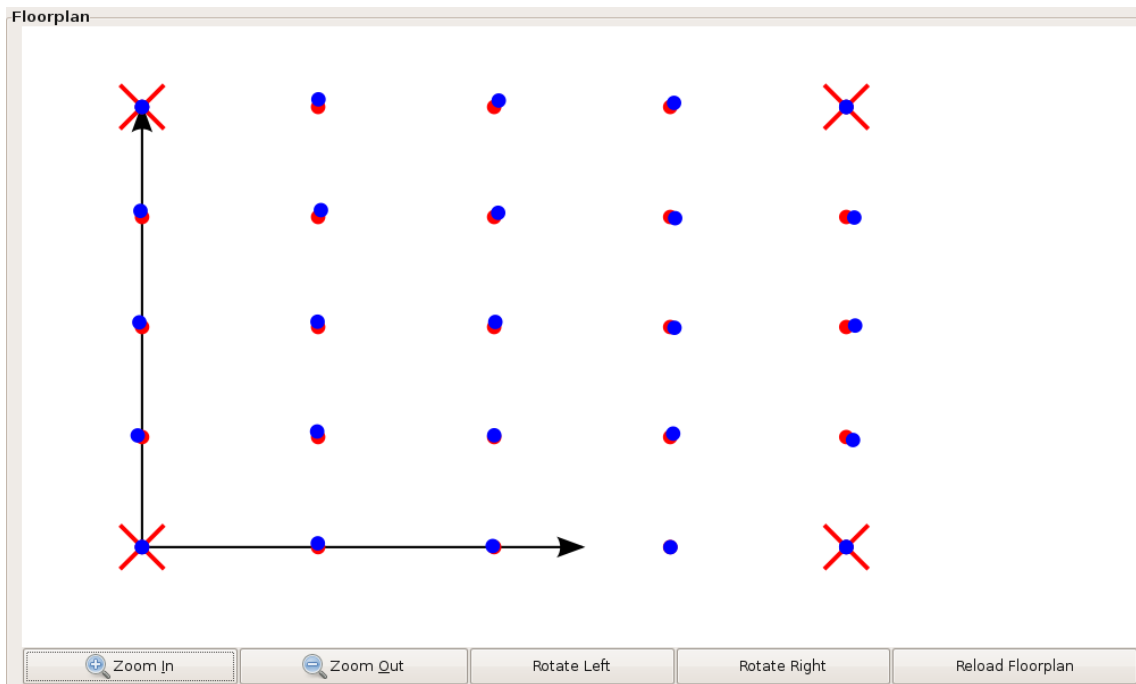 Floorplan
Zoom In
Zoom Out
Rotate Left
Rotate Right
Reload Floorplan